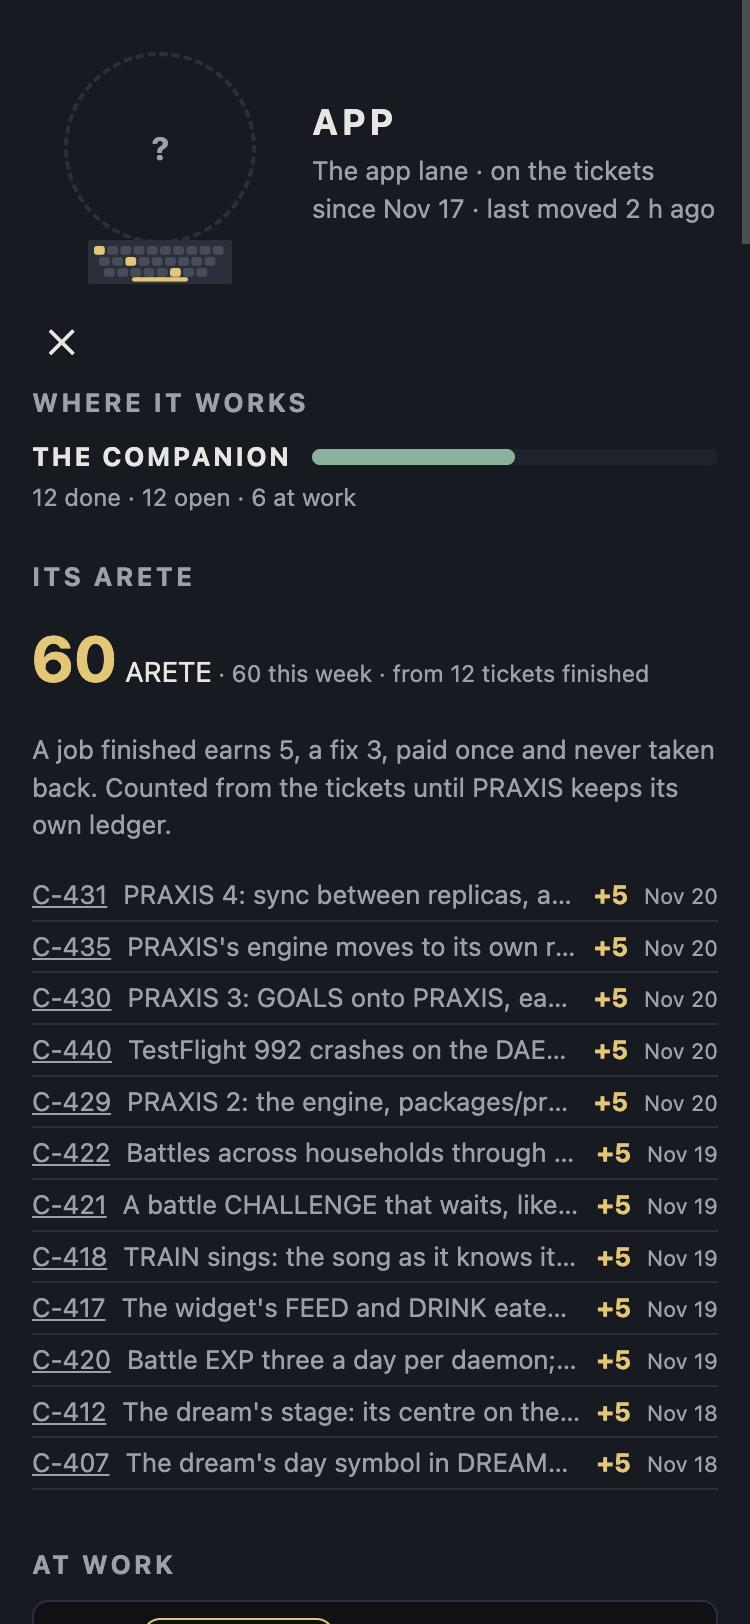 ?
APP
The app lane · on the tickets
since Nov 17 · last moved 2 h ago
WHERE IT WORKS
THE COMPANION
12 done · 12 open · 6 at work
ITS ARETE
60 ARETE · 60 this week · from 12 tickets finished
A job finished earns 5, a fix 3, paid once and never taken
back. Counted from the tickets until PRAXIS keeps its
own ledger.
C-431 PRAXIS 4: sync between replicas, a... +5 Nov 20
C-435 PRAXIS's engine moves to its own r... +5 Nov 20
C-430 PRAXIS 3: GOALS onto PRAXIS, ea... +5 Nov 20
C-440 TestFlight 992 crashes on the DAE... +5 Nov 20
C-429 PRAXIS 2: the engine, packages/pr... +5 Nov 20
C-422 Battles across households through ... +5 Nov 19
C-421 A battle CHALLENGE that waits, like... +5 Nov 19
C-418 TRAIN sings: the song as it knows it... +5 Nov 19
C-417 The widget's FEED and DRINK eate... +5 Nov 19
C-420 Battle EXP three a day per daemon;... +5 Nov 19
C-412 The dream's stage: its centre on the... +5 Nov 18
C-407 The dream's day symbol in DREAM... +5 Nov 18
AT WORK